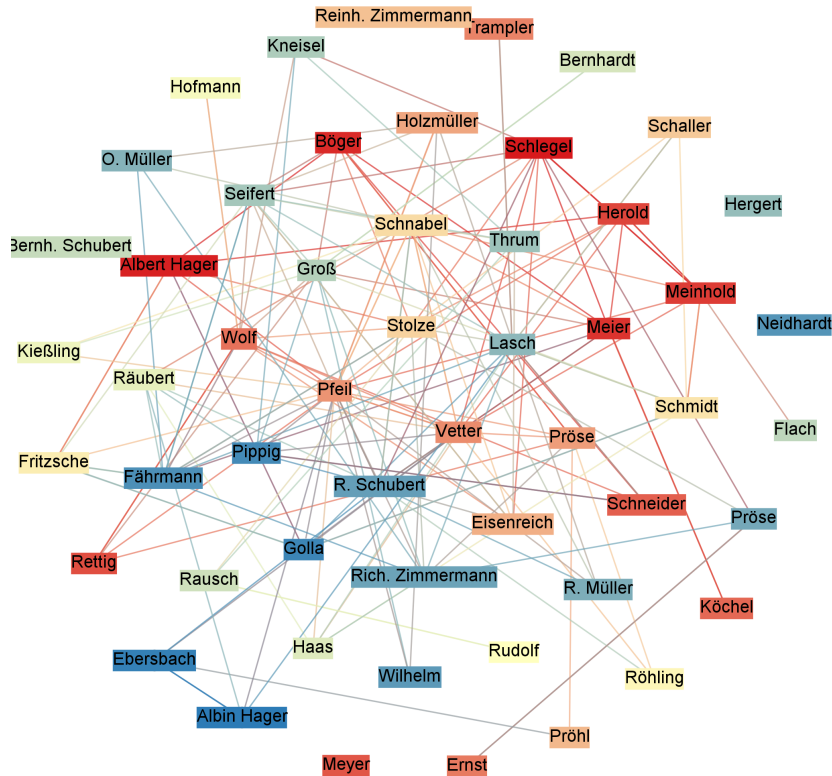 Reinh. Zimmermann
Trampler
Kneisel
Bernhardt
Hofmann
Holzmüller
Schaller
Böger
Schlegel
O. Müller
Seifert
Hergert
Herold
Schnabel
Thrum
Bernh. Schubert
Albert Hager
Groß
Meinhold
Neidhardt
Stolze
Meier
Wolf
Lasch
Kießling
Räubert
Pfeil
Schmidt
Flach
Vetter
Pröse
Pippig
Fritzsche
Fährmann
R. Schubert
Schneider
Pröse
Eisenreich
Golla
Rettig
Rausch
Rich. Zimmermann
R. Müller
Köchel
Haas
Rudolf
Ebersbach
Wilhelm
Röhling
Albin Hager
Pröhl
Meyer
Ernst